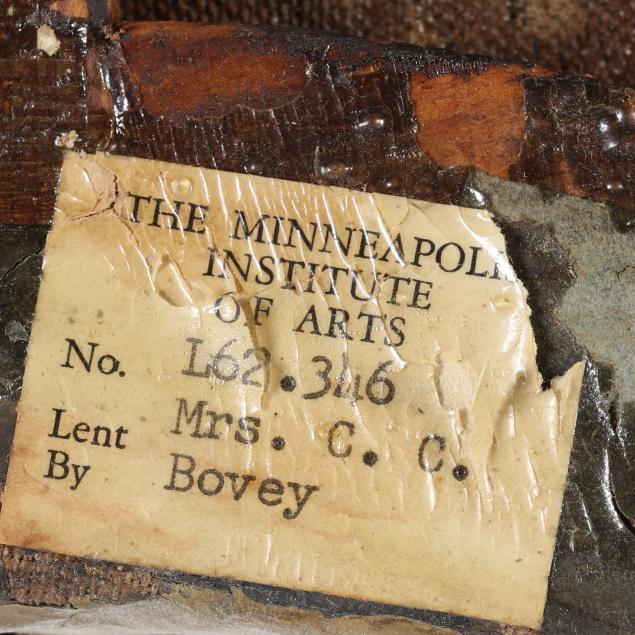 THE MINNEAPOLI
INSTITUTE
OF ARTS
No. L62.346
Lent Mrs. C. C.
By Bovey